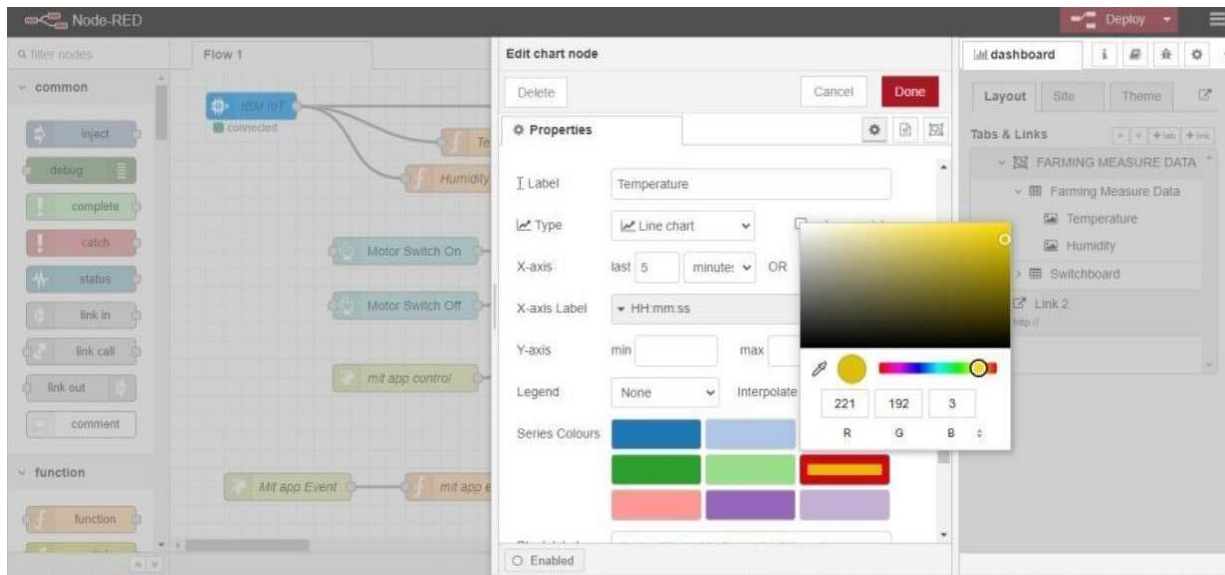 Node-RED
Deploy
filter nodes
Flow 1
Edit chart node
dashboard
i
common
Delete
Cancel
Done
Layout
Site
Theme
IBM IoT
connected
Properties
Tabs & Links
tab
link
inject
debug
complete
catch
status
link in
link call
link out
comment
function
function
Te
Humidity
Motor Switch On
Motor Switch Off
mit app control
Mit app Event
mit app e
Label
Temperature
Type
Line chart
X-axis
last 5 minute: OR
X-axis Label
HH:mm:ss
Y-axis
min
max
Legend
None
Interpolate
Series Colours
Enabled
221 192 3
R G B
FARMING MEASURE DATA
Farming Measure Data
Temperature
Humidity
Switchboard
Link 2
http://